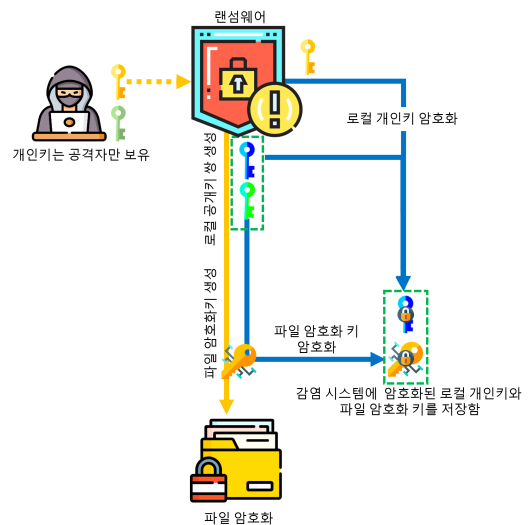 랜섬웨어
개인키는 공격자만 보유
로컬 개인키 암호화
로컬 공개키 쌍 생성
파일 암호화키 생성
파일 암호화 키
암호화
감염 시스템에 암호화된 로컬 개인키와
파일 암호화 키를 저장함
파일 암호화